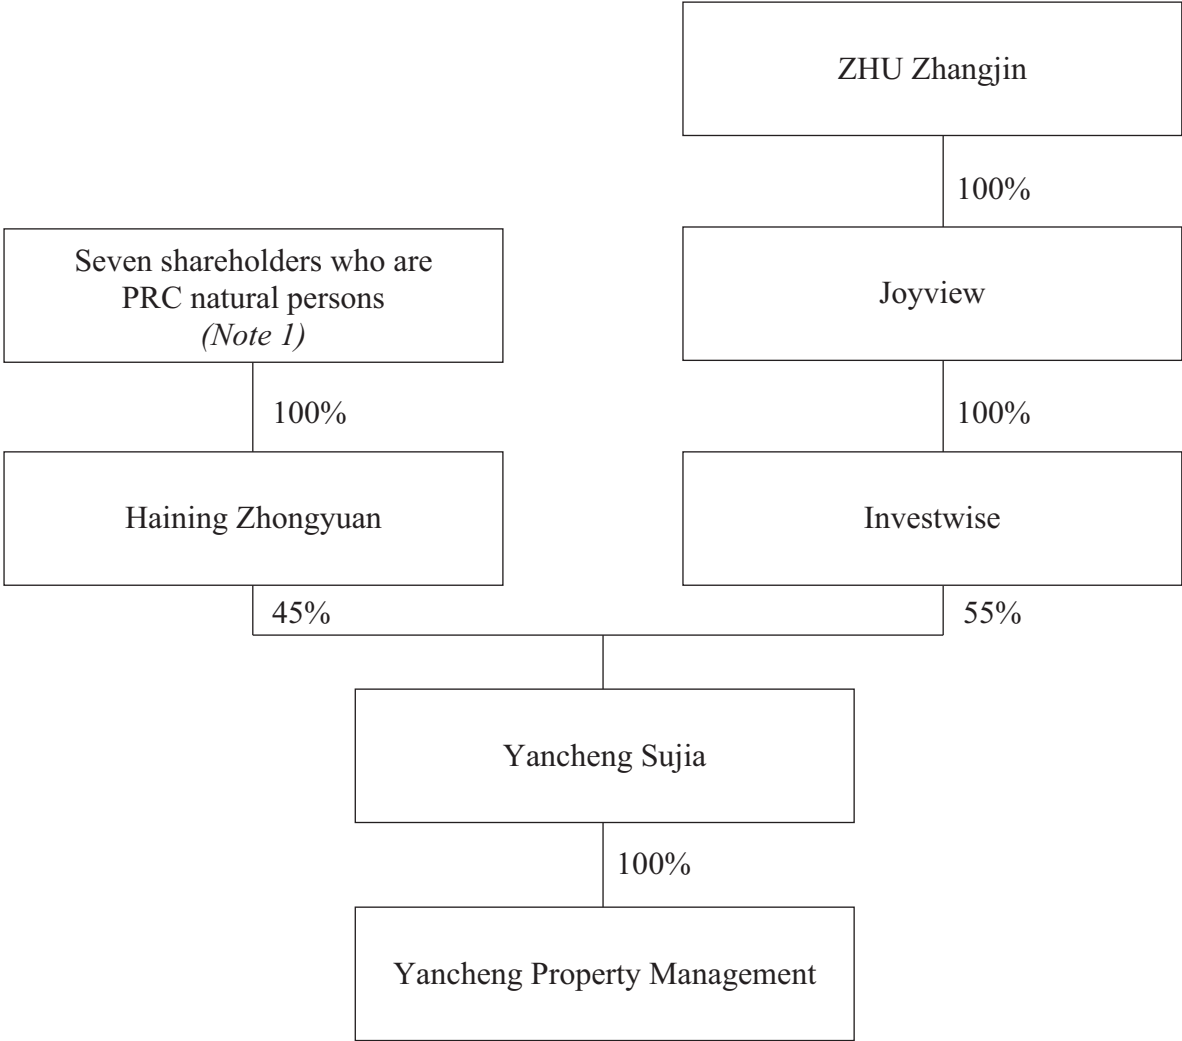 ZHU Zhangjin
100%
Seven shareholders who are
PRC natural persons
(Note 1)
Joyview
100%
100%
Haining Zhongyuan
Investwise
45%
55%
Yancheng Sujia
100%
Yancheng Property Management